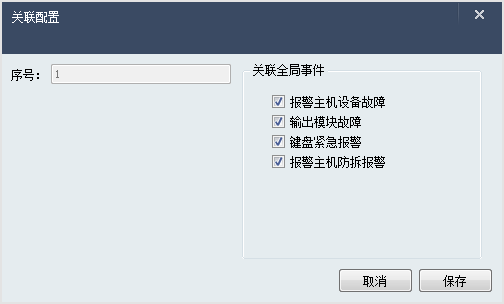 关联配置
序号： 1
关联全局事件
报警主机设备故障
输出模块故障
键盘紧急报警
报警主机防拆报警
取消 保存